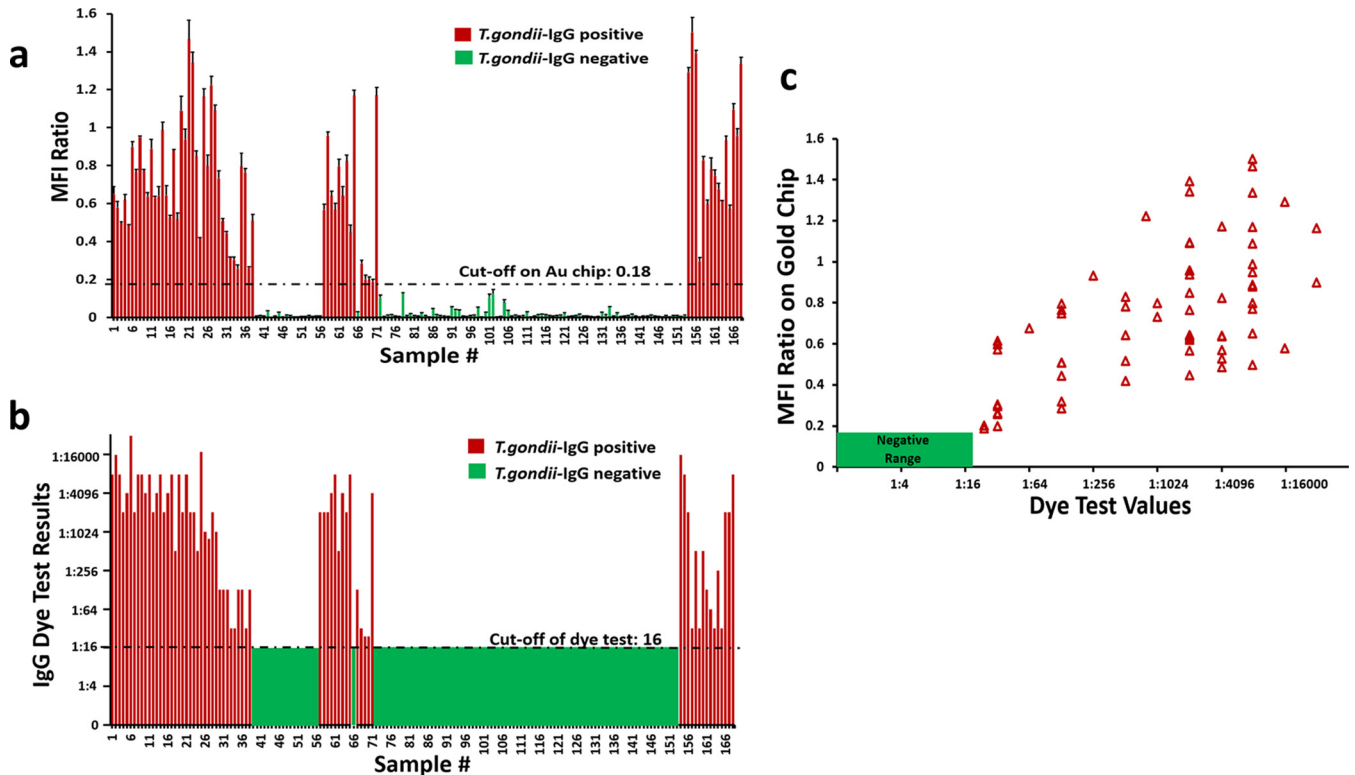 a
MFI Ratio
1.6
1.4
1.2
1
0.8
0.6
0.4
0.2
0
T.gondii-IgG positive
T.gondii-IgG negative
Cut-off on Au chip: 0.18
1 6 11 16 21 26 31 36 41 46 51 56 61 66 71 76 81 86 91 96 101 106 111 116 121 126 131 136 141 146 151 156 161 166
Sample #
b
IgG Dye Test Results
1:16000
1:4096
1:1024
1:256
1:64
1:16
1:4
0
T.gondii-IgG positive
T.gondii-IgG negative
Cut-off of dye test: 16
1 6 11 16 21 26 31 36 41 46 51 56 61 66 71 76 81 86 91 96 101 106 111 116 121 126 131 136 141 146 151 156 161 166
Sample #
c
MFI Ratio on Gold Chip
1.6
1.4
1.2
1
0.8
0.6
0.4
0.2
0
Negative
Range
1:4 1:16 1:64 1:256 1:1024 1:4096 1:16000
Dye Test Values